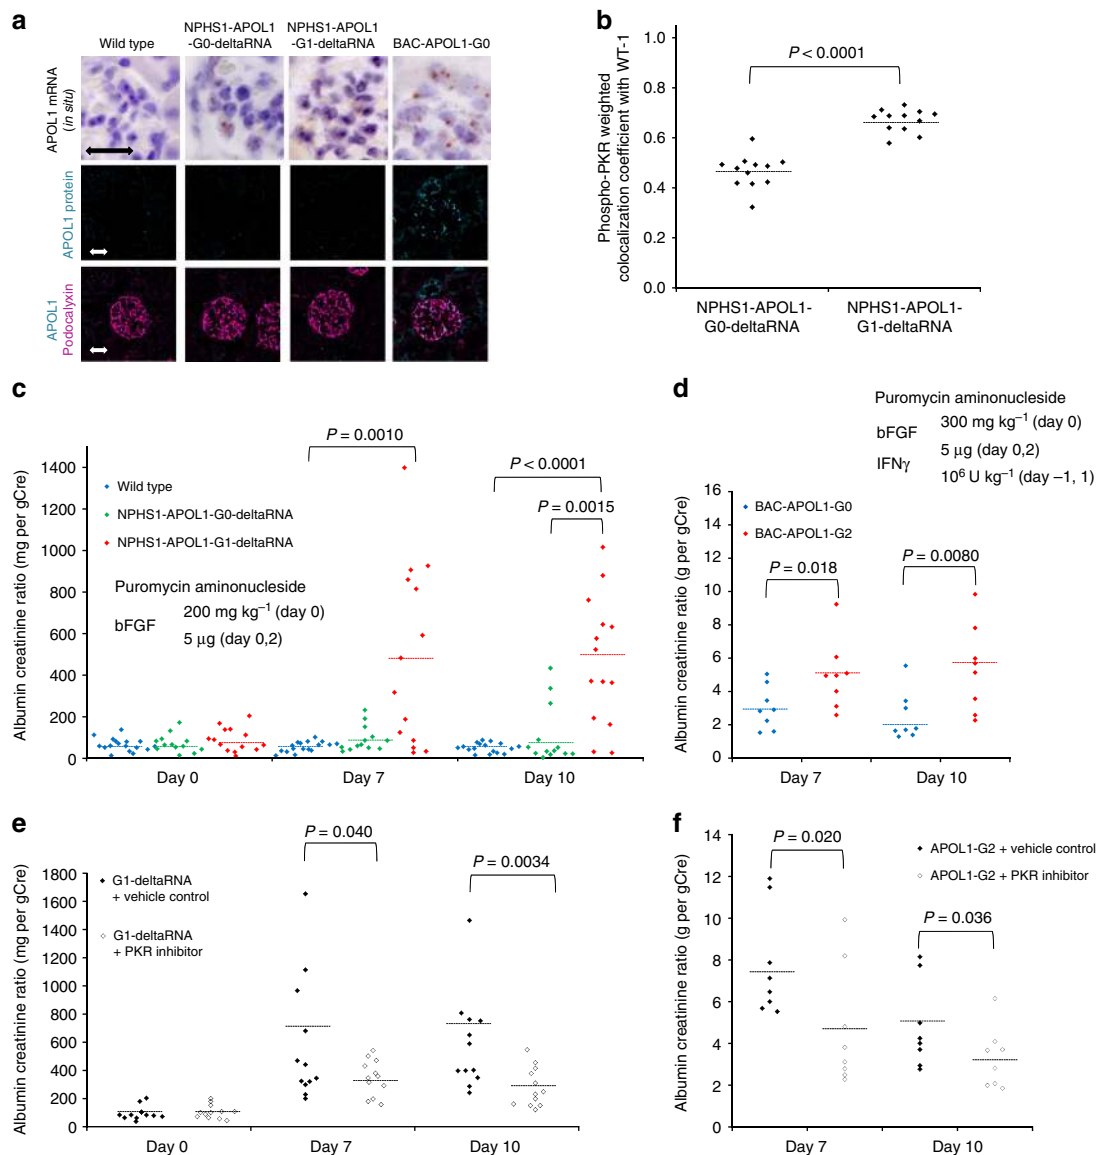 a
Wild type
NPHS1-APOL1
-G0-deltaRNA
NPHS1-APOL1
-G1-deltaRNA
BAC-APOL1-G0
APOL1 mRNA
(in situ)
APOL1 protein
APOL1
Podocalyxin
b
Phospho-PKR weighted
colocalization coefficient with WT-1
1.0
0.8
0.6
0.4
0.2
0.0
P < 0.0001
NPHS1-APOL1-
G0-deltaRNA
NPHS1-APOL1-
G1-deltaRNA
c
Albumin creatinine ratio (mg per gCre)
1400
1200
1000
800
600
400
200
0
Wild type
NPHS1-APOL1-G0-deltaRNA
NPHS1-APOL1-G1-deltaRNA
Puromycin aminonucleside
200 mg kg⁻¹ (day 0)
bFGF
5 μg (day 0,2)
P = 0.0010
P < 0.0001
P = 0.0015
Day 0
Day 7
Day 10
d
Puromycin aminonucleside
300 mg kg⁻¹ (day 0)
bFGF
5 μg (day 0,2)
IFNγ
10⁶ U kg⁻¹ (day –1, 1)
Albumin creatinine ratio (g per gCre)
16
14
12
10
8
6
4
2
0
BAC-APOL1-G0
BAC-APOL1-G2
P = 0.018
P = 0.0080
Day 7
Day 10
e
Albumin creatinine ratio (mg per gCre)
1800
1600
1400
1200
1000
800
600
400
200
0
G1-deltaRNA
+ vehicle control
G1-deltaRNA
+ PKR inhibitor
P = 0.040
P = 0.0034
Day 0
Day 7
Day 10
f
Albumin creatinine ratio (g per gCre)
14
12
10
8
6
4
2
0
P = 0.020
APOL1-G2 + vehicle control
APOL1-G2 + PKR inhibitor
P = 0.036
Day 7
Day 10